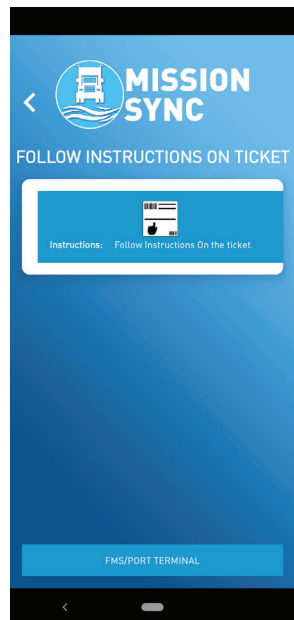 MISSION
SYNC
FOLLOW INSTRUCTIONS ON TICKET
Instructions: Follow Instructions On the ticket.
FMS/PORT TERMINAL